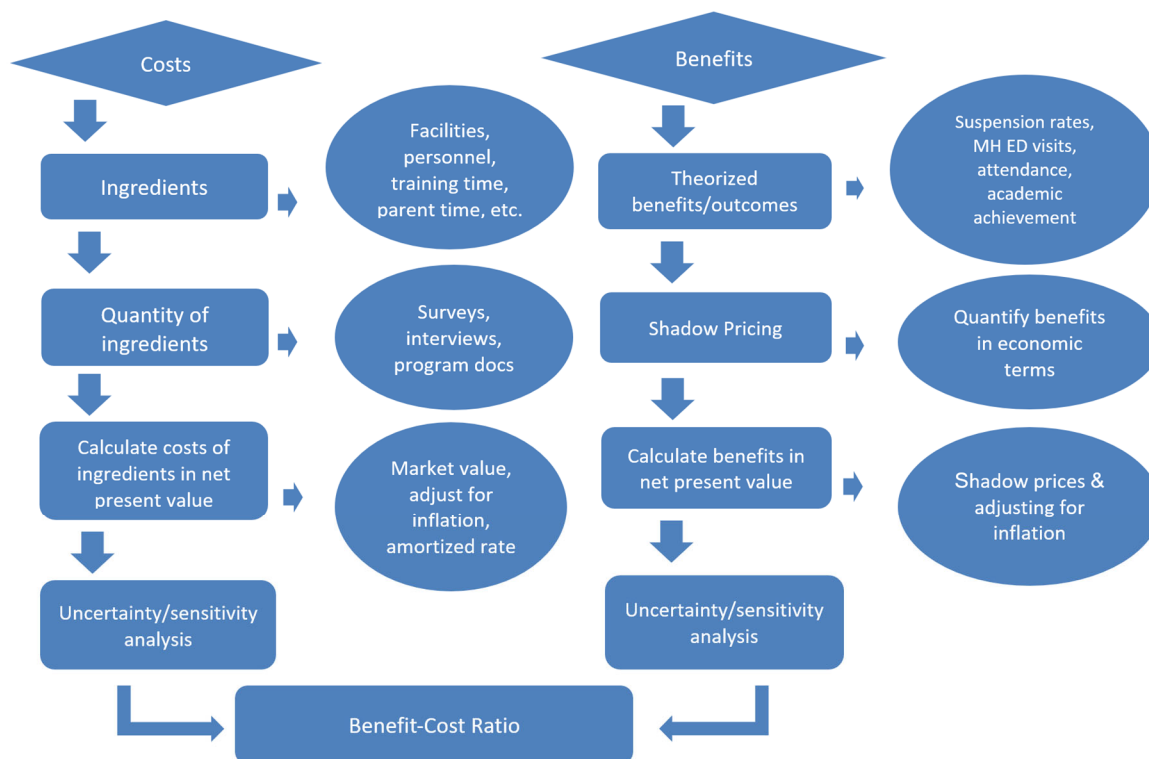 Costs
Ingredients
Facilities,
personnel,
training time,
parent time, etc.
Quantity of
ingredients
Surveys,
interviews,
program docs
Calculate costs of
ingredients in net
present value
Market value,
adjust for
inflation,
amortized rate
Uncertainty/sensitivity
analysis
Benefits
Theorized
benefits/outcomes
Suspension rates,
MH ED visits,
attendance,
academic
achievement
Shadow Pricing
Quantify benefits
in economic
terms
Calculate benefits in
net present value
Shadow prices &
adjusting for
inflation
Uncertainty/sensitivity
analysis
Benefit-Cost Ratio